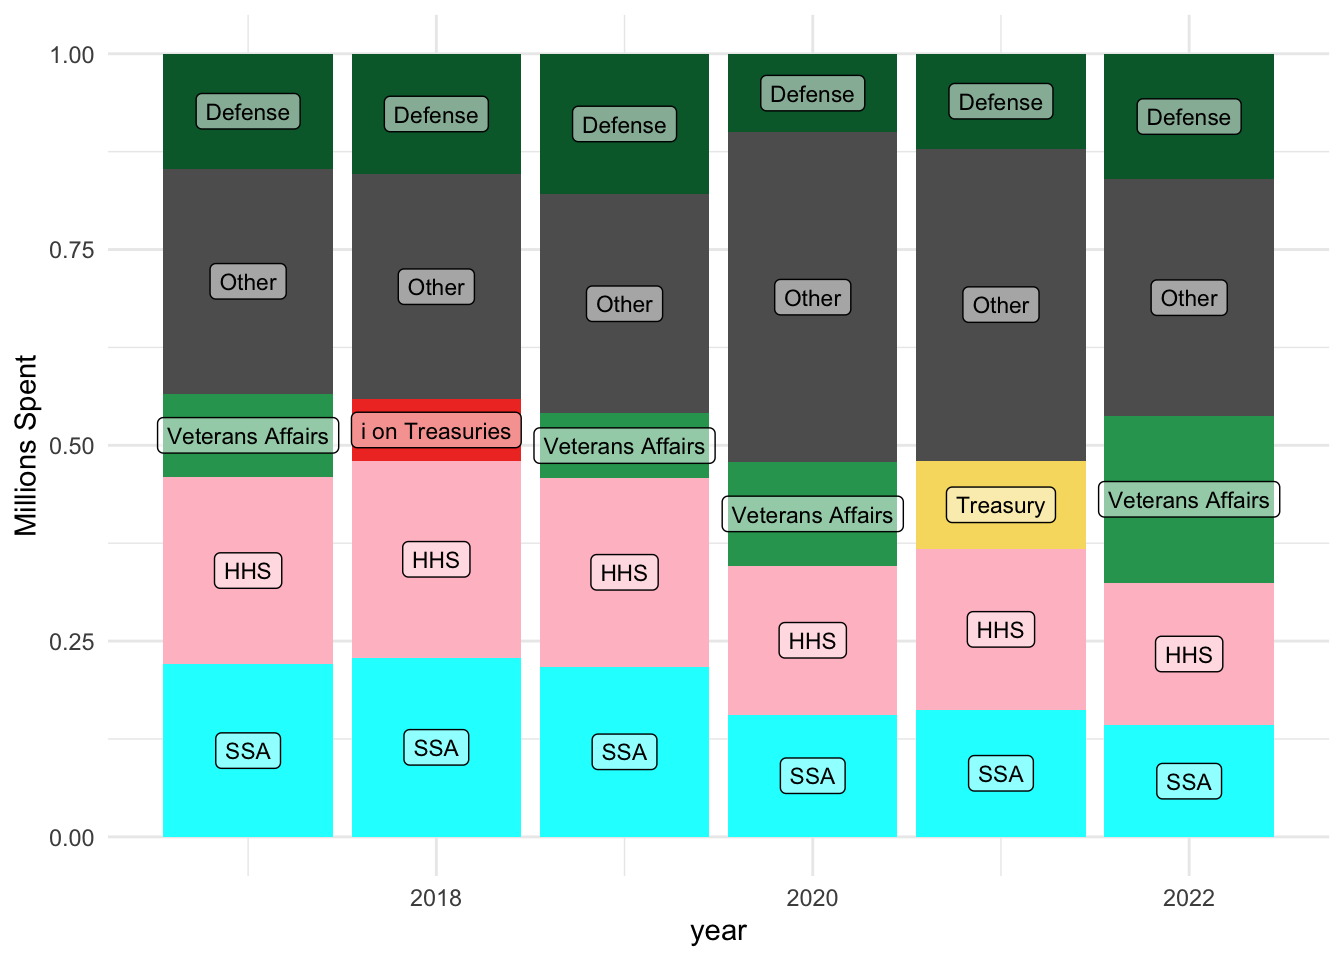 1.00
0.75
0.50
0.25
0.00
Millions Spent
Defense
Other
Veterans Affairs
HHS
SSA
Defense
Other
i on Treasuries
HHS
SSA
Defense
Other
Veterans Affairs
HHS
SSA
Defense
Other
Veterans Affairs
HHS
SSA
Defense
Other
Treasury
HHS
SSA
Defense
Other
Veterans Affairs
HHS
SSA
2018 2020 2022
year